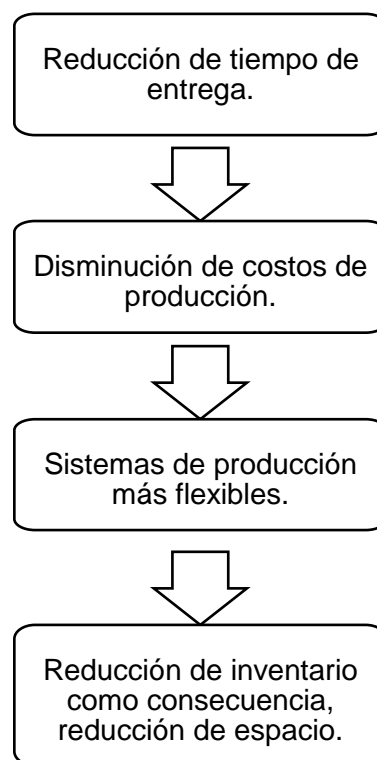 Reducción de tiempo de
entrega.
Disminución de costos de
producción.
Sistemas de producción
más flexibles.
Reducción de inventario
como consecuencia,
reducción de espacio.